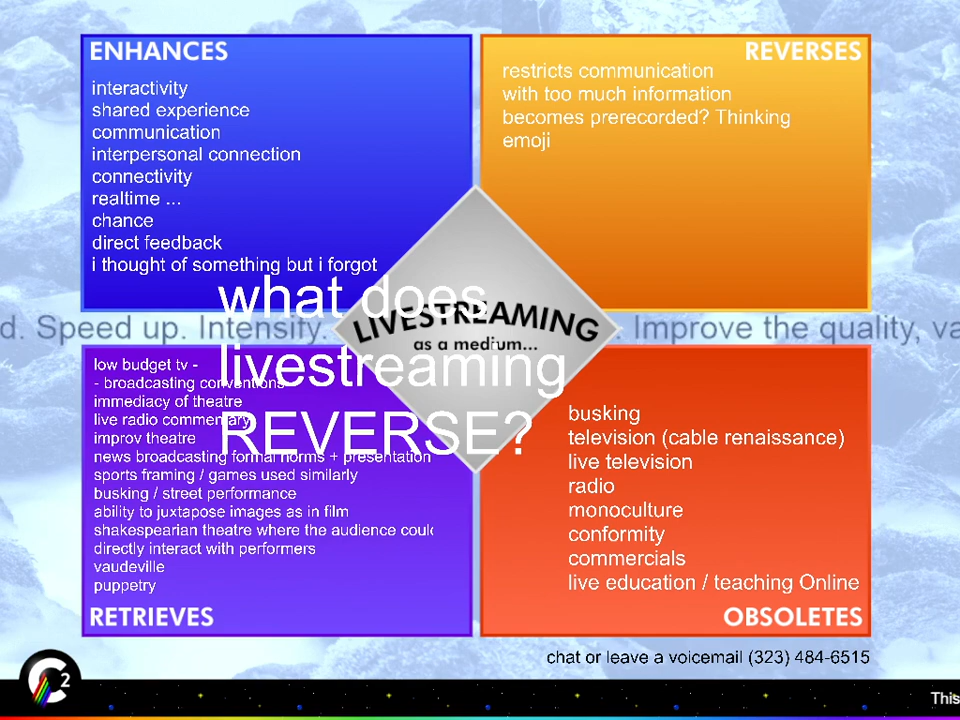 ENHANCES
interactivity
shared experience
communication
interpersonal connection
connectivity
realtime ...
chance
direct feedback
i thought of something but i forgot
REVERSES
restricts communication
with too much information
becomes prerecorded? Thinking
emoji
what does
livestreaming
REVERSE?
d. Speed up. Intensity.
LIVESTREAMING
as a medium...
Improve the quality, va
low budget tv -
- broadcasting conventions
immediacy of theatre
live radio commentary
improv theatre
news broadcasting formal norms + presentation
sports framing / games used similarly
busking / street performance
ability to juxtapose images as in film
shakespearian theatre where the audience could
directly interact with performers
vaudeville
puppetry
RETRIEVES
busking
television (cable renaissance)
live television
radio
monoculture
conformity
commercials
live education / teaching Online
OBSOLETES
chat or leave a voicemail (323) 484-6515
C2
This